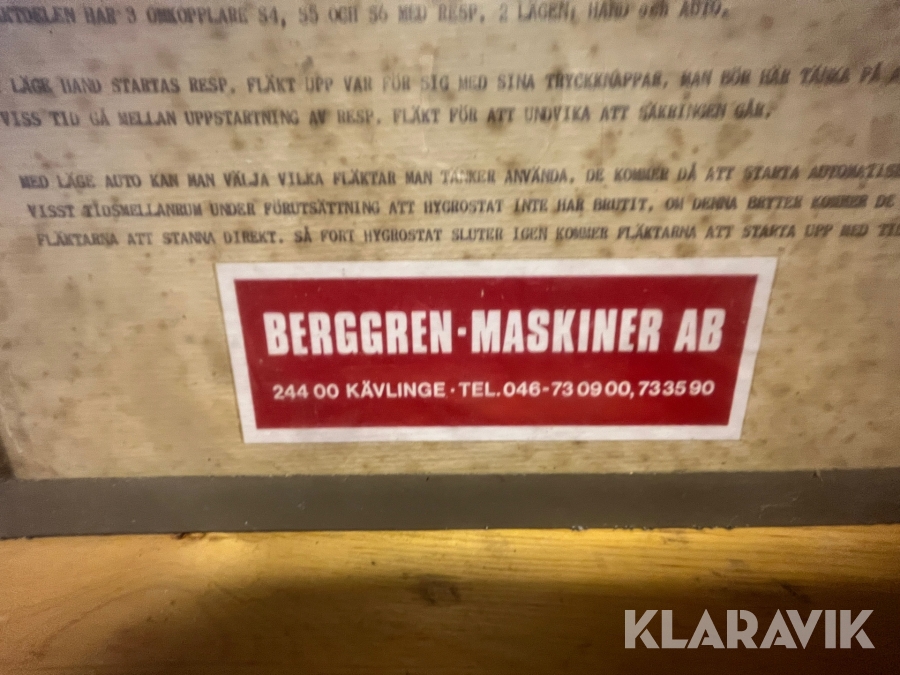 HAR 3 OMKOPPLARE S4, S5 OCH S6 MED RESP. 2 LÄGEN, HAND och AUTO.
LÄGE HAND STARTAS RESP. FLÄKT UPP VAR FÖR SIG MED SINA TRYCKKNAPPAR, MAN BÖR HÄR TÄNKA PÅ
VISS TID GÅ MELLAN UPPSTARTNING AV RESP. FLÄKT FÖR ATT UNDVIKA ATT SÄKRINGEN GÅR.
MED LÄGE AUTO KAN MAN VÄLJA VILKA FLÄKTAR MAN TÄNKER ANVÄNDA, DE KOMMER DÅ ATT STARTA
VISST TIDSMELLANRUM UNDER FÖRUTSÄTTNING ATT HYGROSTAT INTE HAR BRUTIT, OM DENNA BRYTER KOMMER DE
FLÄKTARNA ATT STANNA DIREKT. SÅ FORT HYGROSTAT SLUTER IGEN KOMMER FLÄKTARNA ATT STARTA UPP MED
BERGGREN-MASKINER AB
244 00 KÄVLINGE · TEL. 046-73 09 00, 73 35 90
KLARAVIK